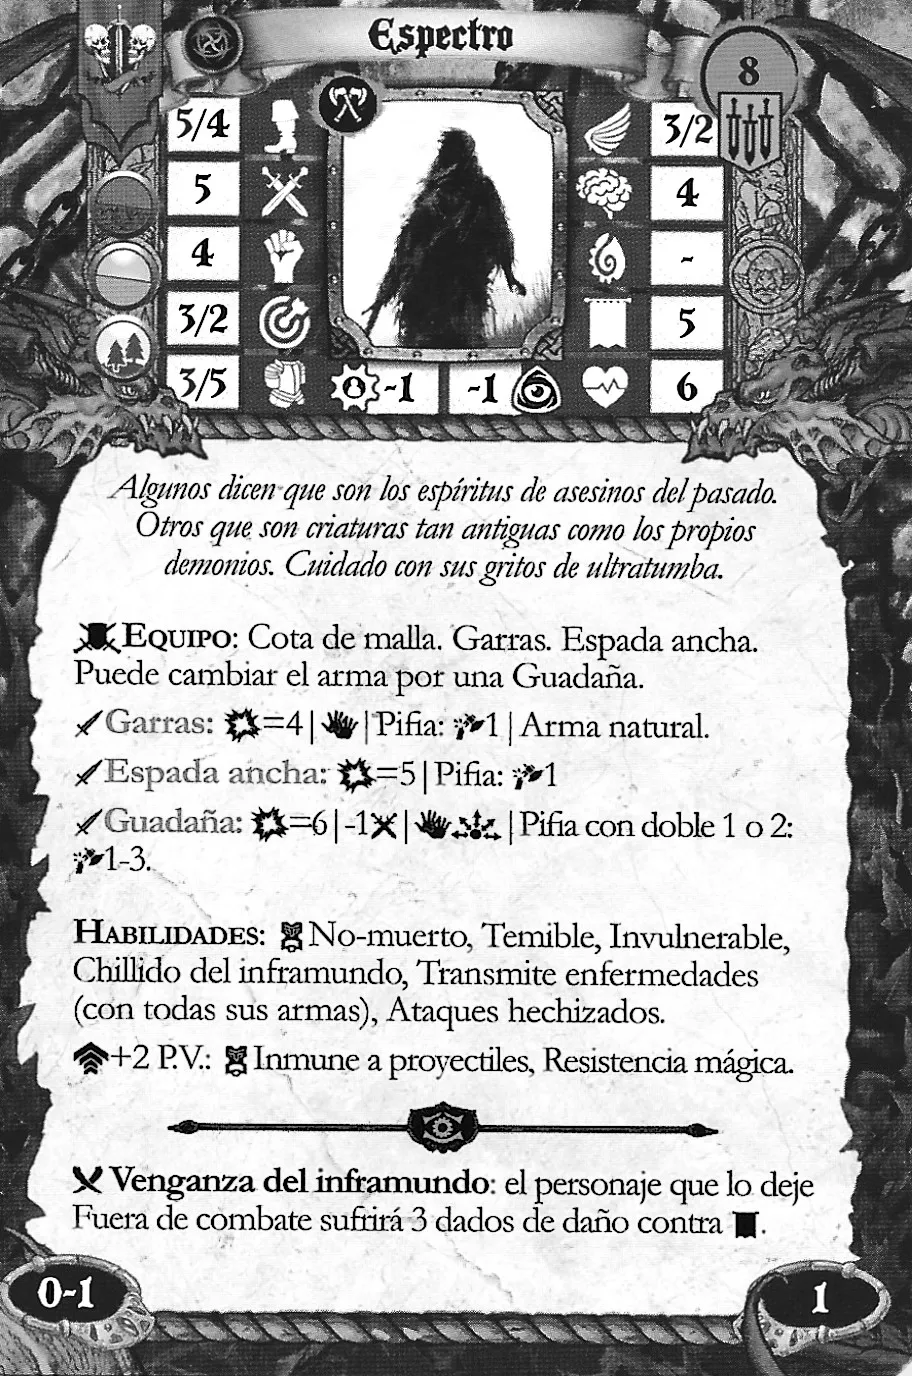 Espectro
8
5/4
3/2
5
4
4
-
3/2
5
3/5
-1
-1
6
Algunos dicen que son los espíritus de asesinos del pasado.
Otros que son criaturas tan antiguas como los propios
demonios. Cuidado con sus gritos de ultratumba.
Equipo: Cota de malla. Garras. Espada ancha.
Puede cambiar el arma por una Guadaña.
Garras: =4 | | Pifia: 1 | Arma natural.
Espada ancha: =5 | Pifia: 1
Guadaña: =6 | -1 | | Pifia con doble 1 o 2:
1-3.
Habilidades: No-muerto, Temible, Invulnerable,
Chillido del inframundo, Transmite enfermedades
(con todas sus armas), Ataques hechizados.
+2 P.V.: Inmune a proyectiles, Resistencia mágica.
Venganza del inframundo: el personaje que lo deje
Fuera de combate sufrirá 3 dados de daño contra .
0-1
1